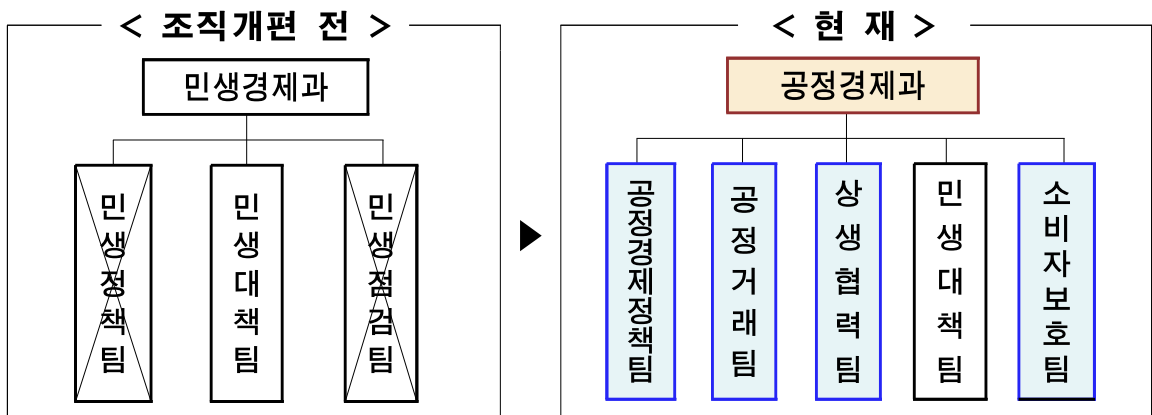 < 조직개편 전 >
민생경제과
민생정책팀
민생대책팀
민생점검팀
< 현 재 >
공정경제과
공정경제정책팀
공정거래팀
상생협력팀
민생대책팀
소비자보호팀